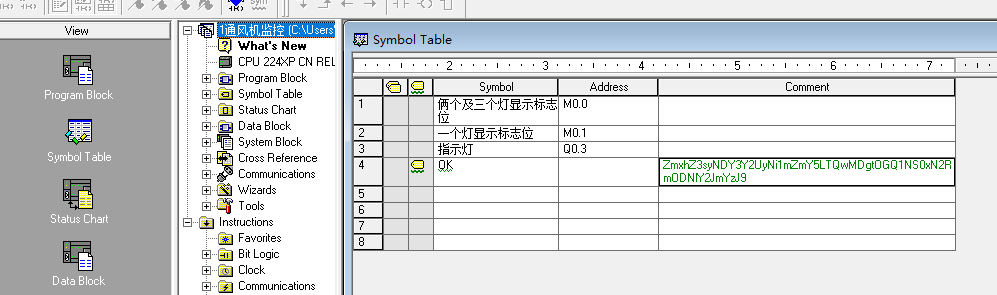 View
Program Block
Symbol Table
Status Chart
Data Block
1通风机监控 (C:\Users
What's New
CPU 224XP CN REL
Program Block
Symbol Table
Status Chart
Data Block
System Block
Cross Reference
Communications
Wizards
Tools
Instructions
Favorites
Bit Logic
Clock
Communications
Symbol Table
2 3 4 5 6 7
Symbol Address Comment
1 俩个及三个灯显示标志位 M0.0
2 一个灯显示标志位 M0.1
3 指示灯 Q0.3
4 OK ZmxhZ3syNDY3Y2UyNi1mZmY5LTQwMDgtOGQ1NS0xN2R
mODNlY2JmYzJ9
5
6
7
8